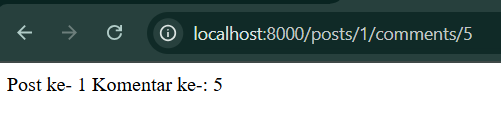 localhost:8000/posts/1/comments/5
Post ke- 1 Komentar ke-: 5